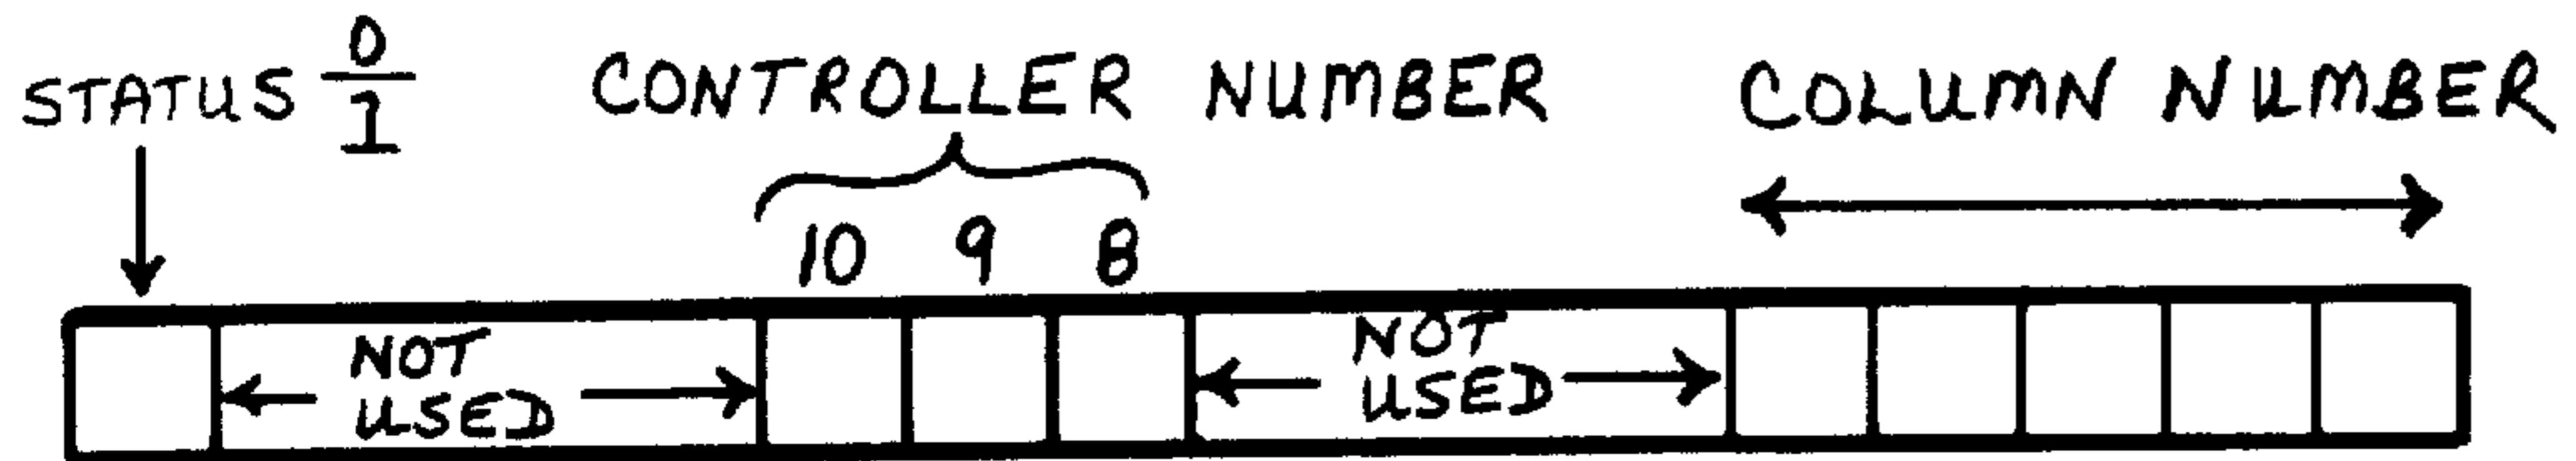 STATUS 0/1 CONTROLLER NUMBER COLUMN NUMBER
10 9 8
NOT USED NOT USED